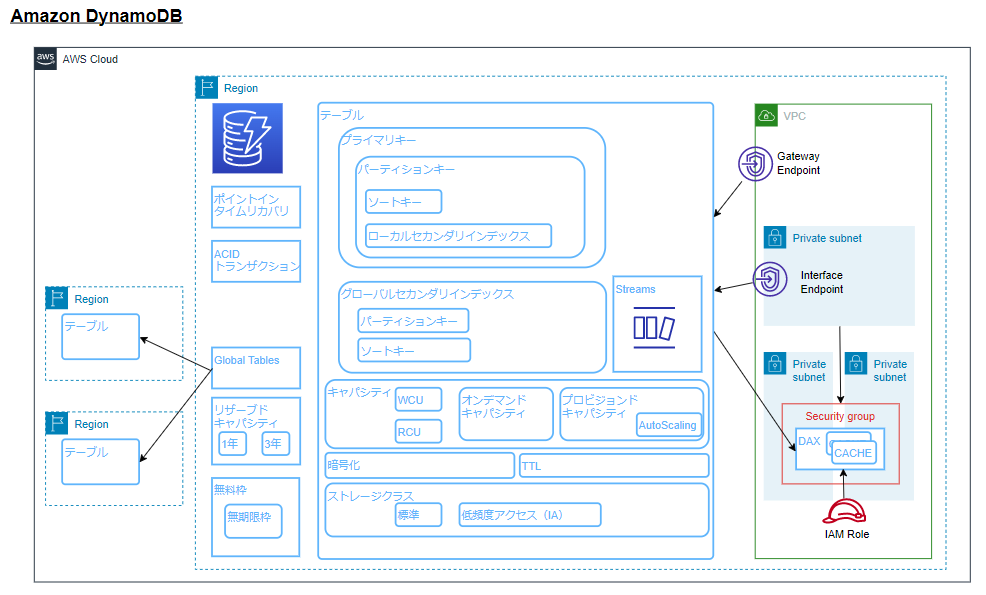 Amazon DynamoDB
aws
AWS Cloud
Region
ポイントイン
タイムリカバリ
ACID
トランザクション
Global Tables
リザーブド
キャパシティ
1年
3年
無料枠
無期限枠
Region
テーブル
Region
テーブル
テーブル
プライマリキー
パーティションキー
ソートキー
ローカルセカンダリインデックス
グローバルセカンダリインデックス
パーティションキー
ソートキー
Streams
キャパシティ
WCU
RCU
オンデマンド
キャパシティ
プロビジョンド
キャパシティ
AutoScaling
暗号化
TTL
ストレージクラス
標準
低頻度アクセス（IA）
VPC
Gateway
Endpoint
Private subnet
Interface
Endpoint
Private
subnet
Private
subnet
Security group
DAX
CACHE
IAM Role